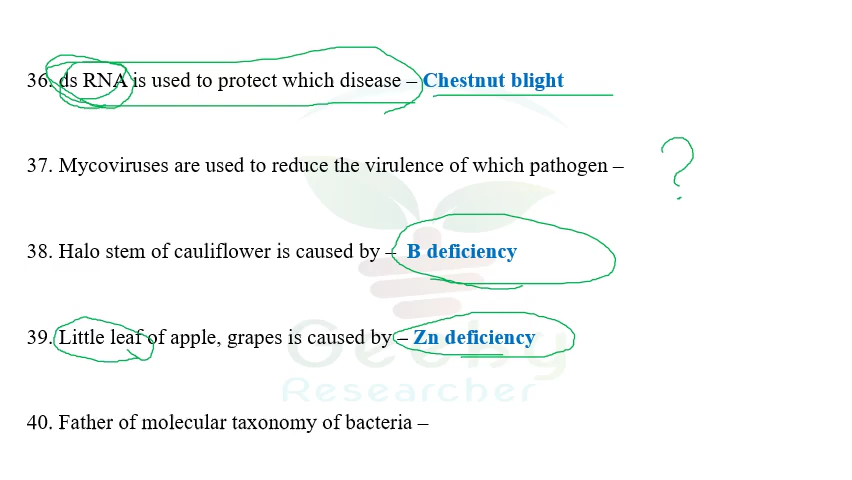 36. ds RNA is used to protect which disease – Chestnut blight
37. Mycoviruses are used to reduce the virulence of which pathogen – ?
38. Halo stem of cauliflower is caused by – B deficiency
39. Little leaf of apple, grapes is caused by – Zn deficiency
Researcher
40. Father of molecular taxonomy of bacteria –